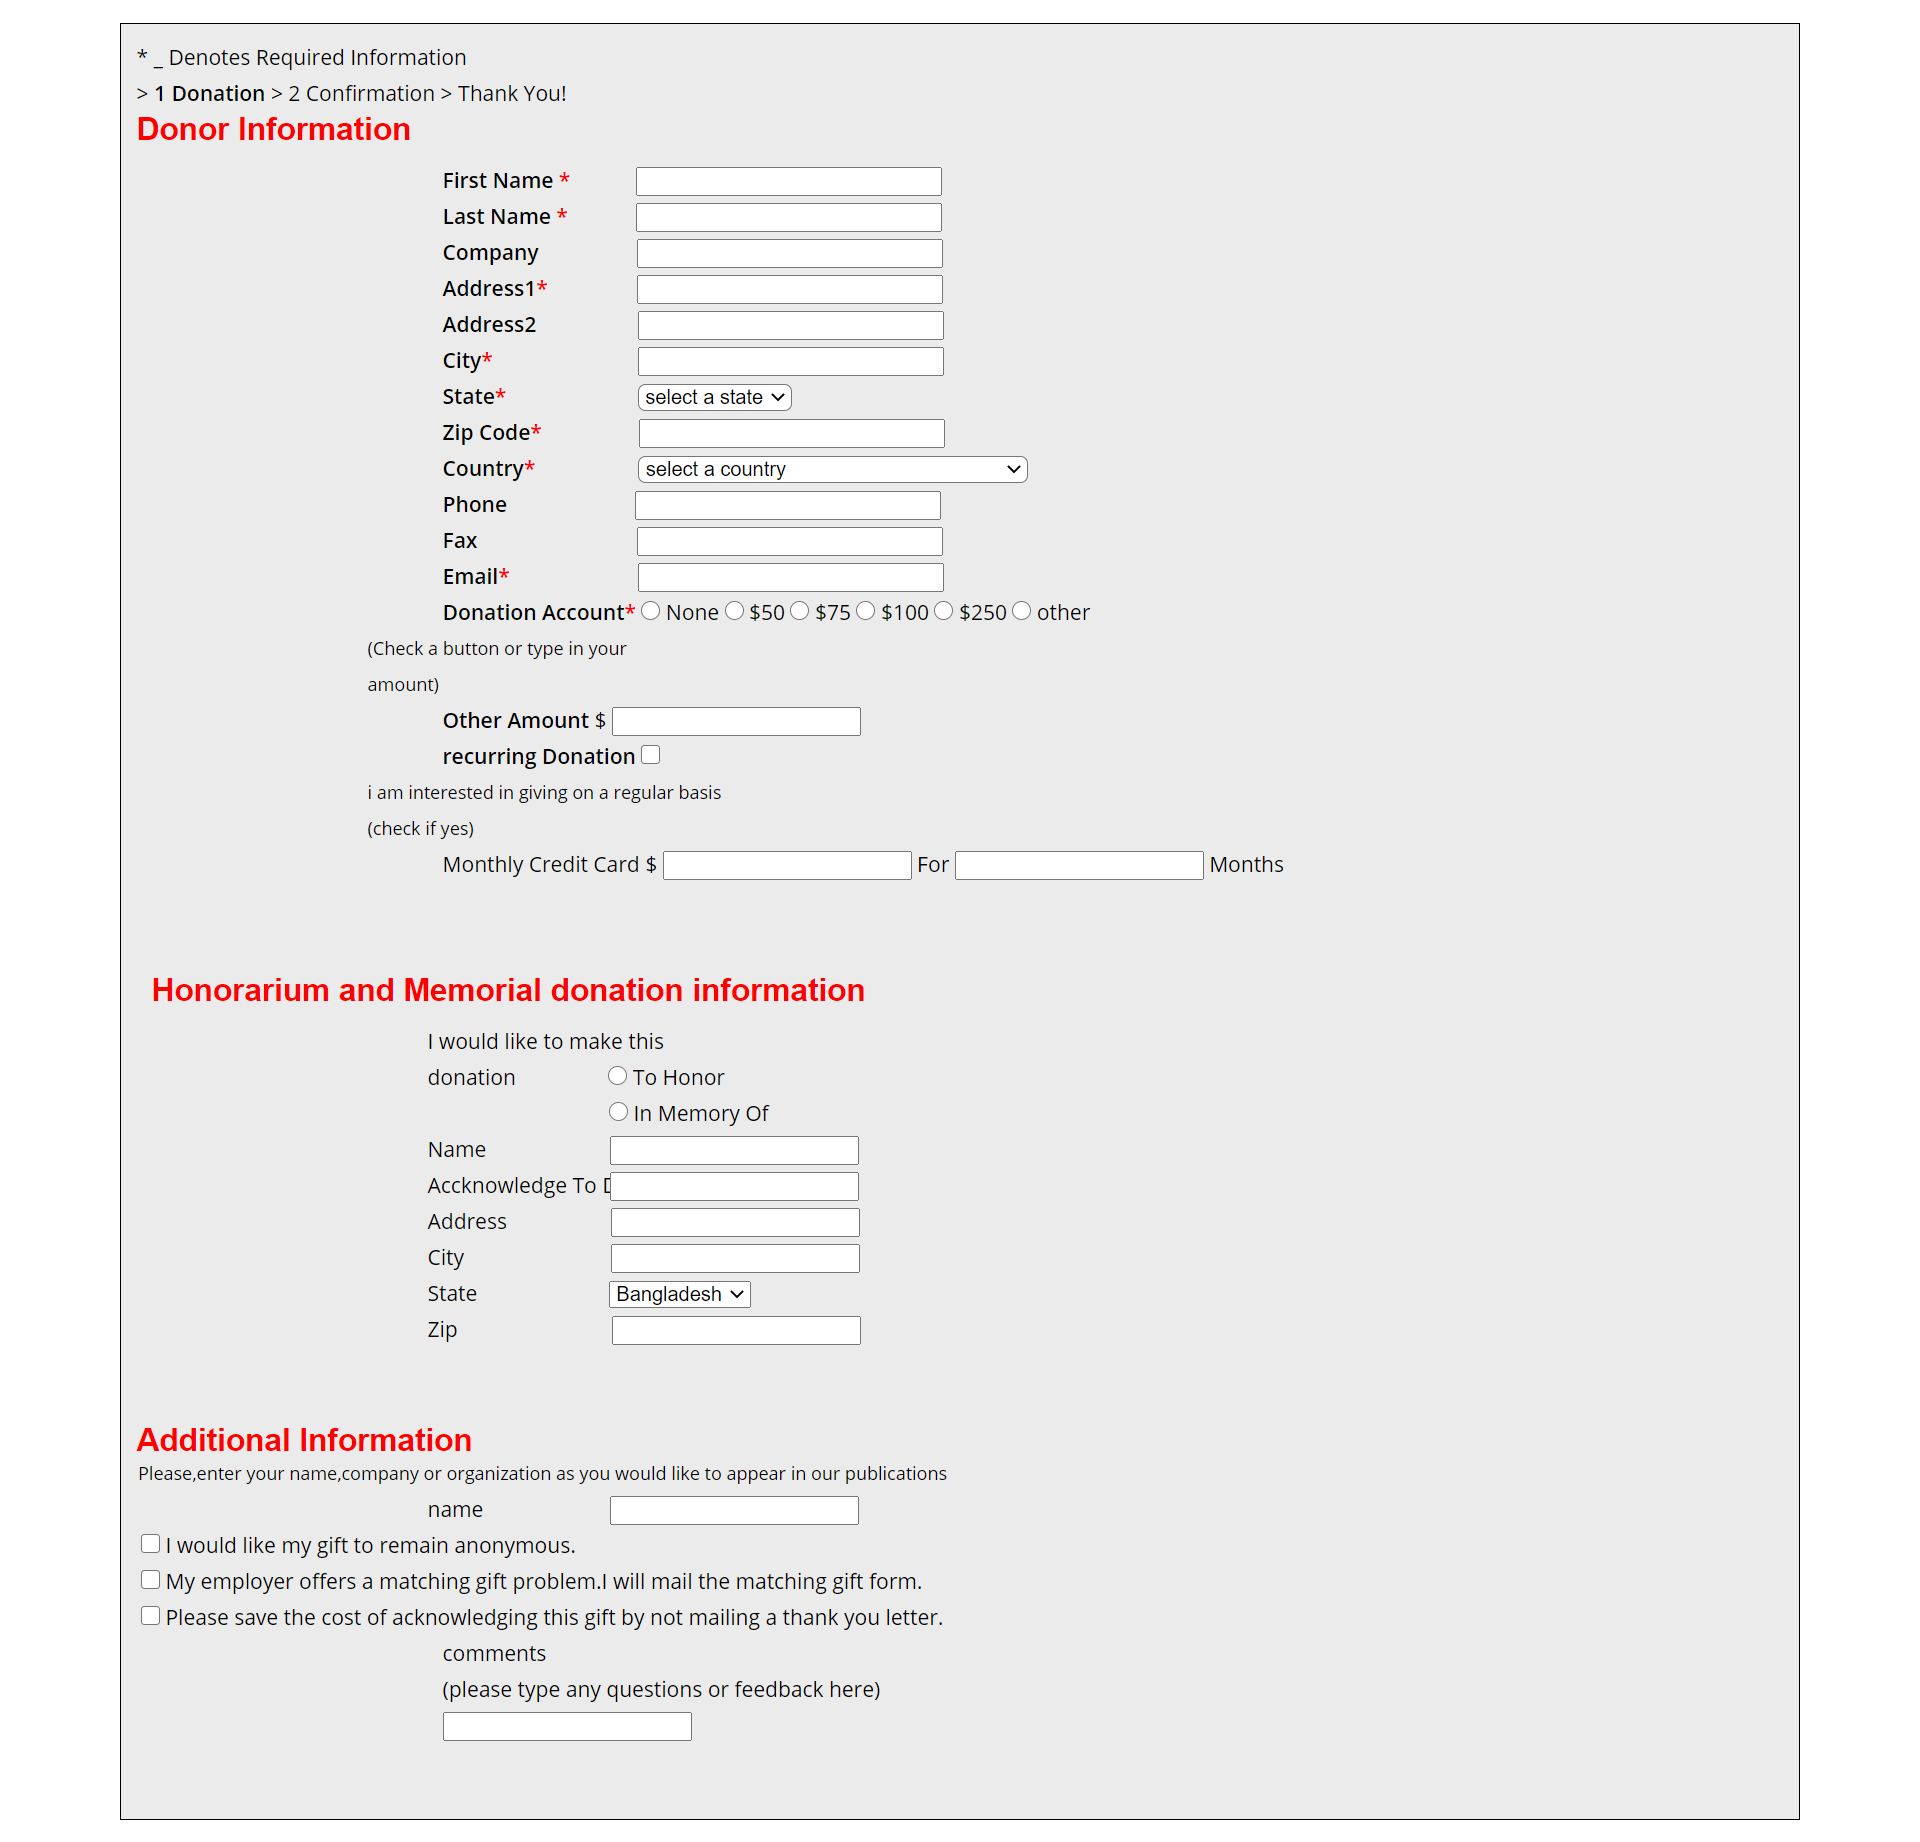 * _ Denotes Required Information
> 1 Donation > 2 Confirmation > Thank You!
Donor Information
First Name *
Last Name *
Company
Address1*
Address2
City*
State* select a state
Zip Code*
Country* select a country
Phone
Fax
Email*
Donation Account* None $50 $75 $100 $250 other
(Check a button or type in your
amount)
Other Amount $
recurring Donation
i am interested in giving on a regular basis
(check if yes)
Monthly Credit Card $ For Months
Honorarium and Memorial donation information
I would like to make this
donation To Honor
In Memory Of
Name
Accknowledge To
Address
City
State Bangladesh
Zip
Additional Information
Please,enter your name,company or organization as you would like to appear in our publications
name
I would like my gift to remain anonymous.
My employer offers a matching gift problem.I will mail the matching gift form.
Please save the cost of acknowledging this gift by not mailing a thank you letter.
comments
(please type any questions or feedback here)